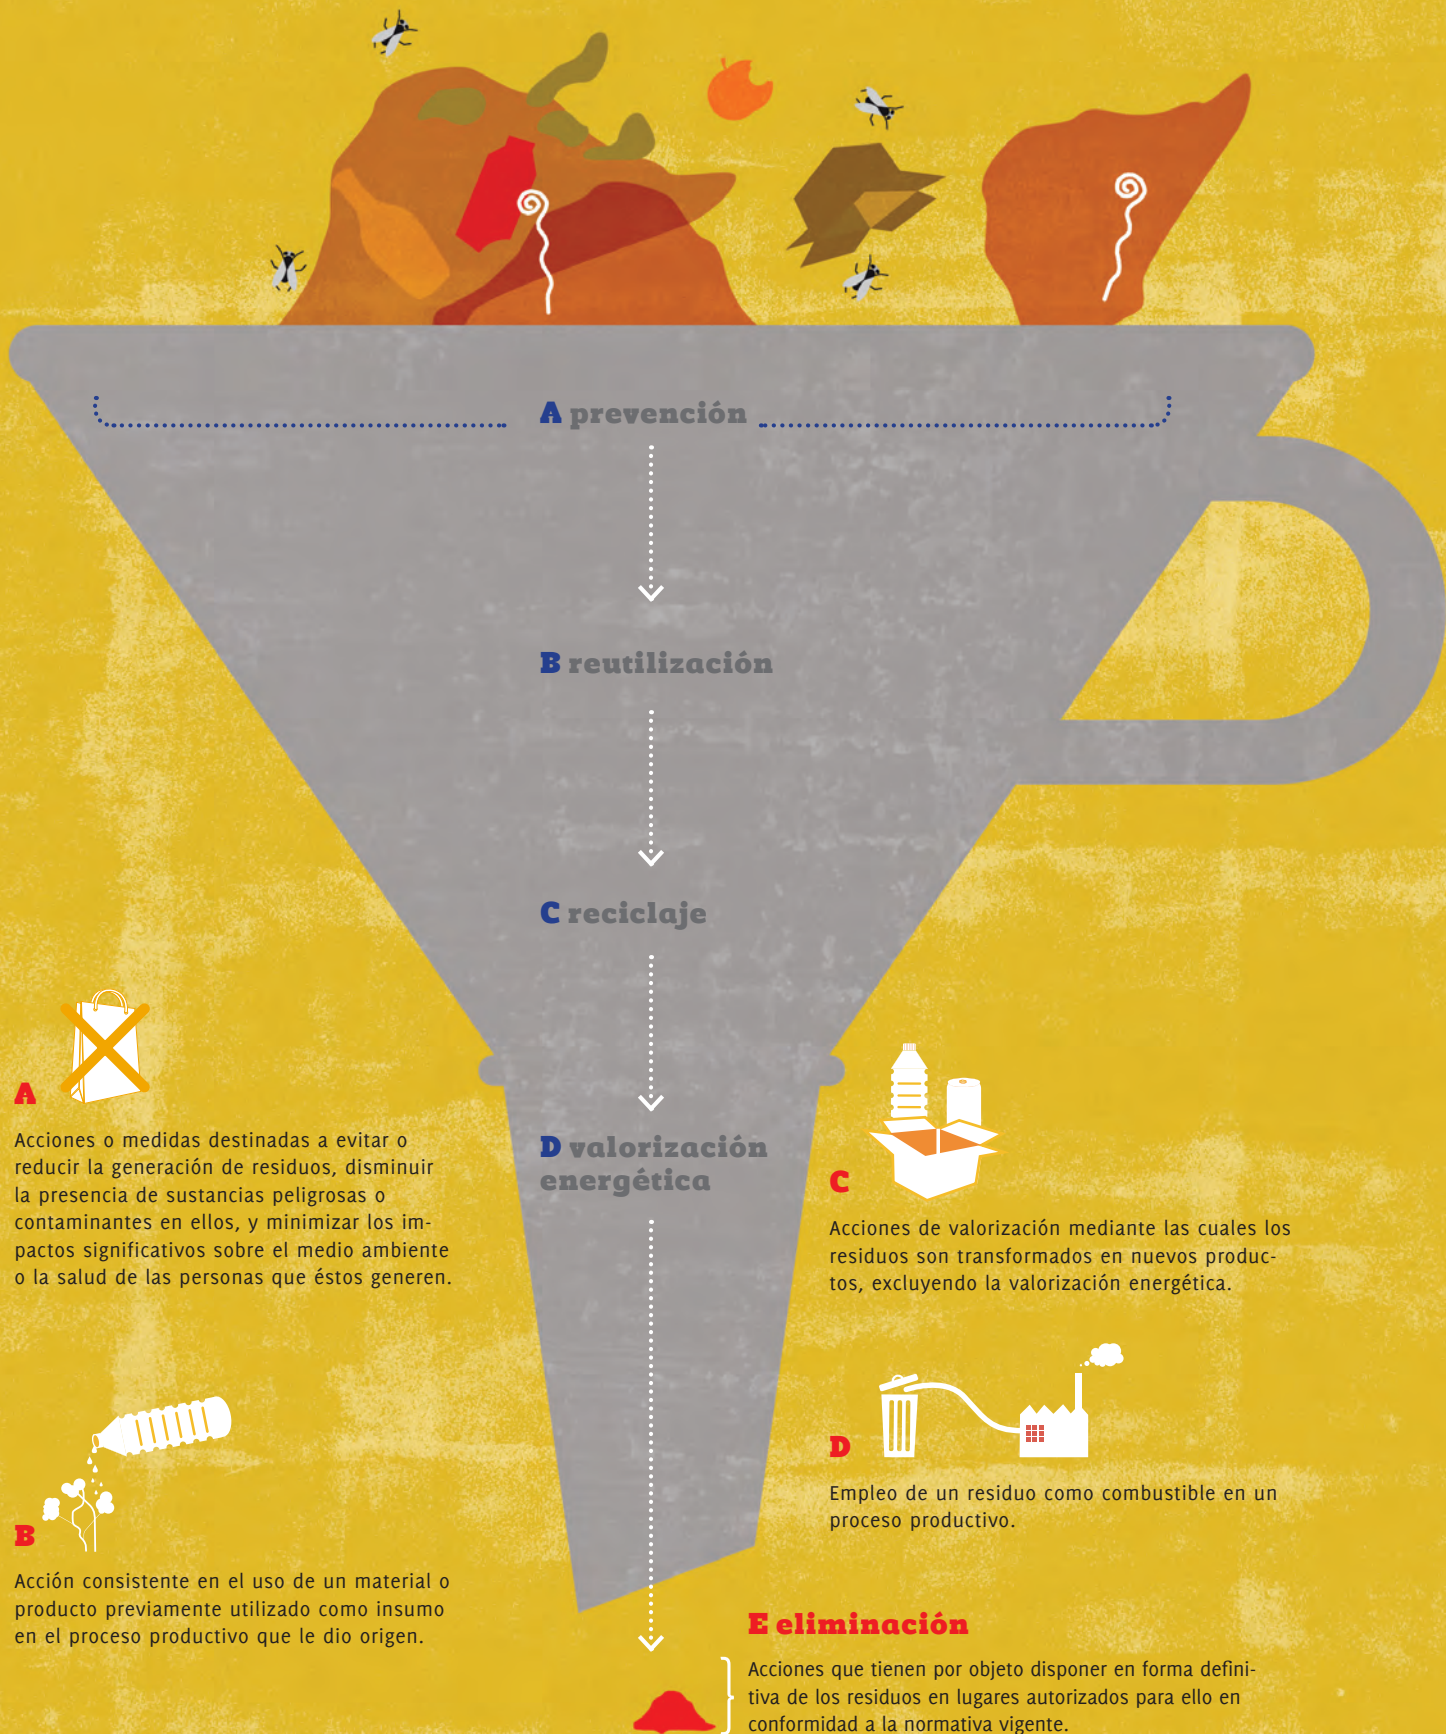 A prevención
B reutilización
C reciclaje
D valorización
energética
A
Acciones o medidas destinadas a evitar o
reducir la generación de residuos, disminuir
la presencia de sustancias peligrosas o
contaminantes en ellos, y minimizar los im-
pactos significativos sobre el medio ambiente
o la salud de las personas que éstos generen.
B
Acción consistente en el uso de un material o
producto previamente utilizado como insumo
en el proceso productivo que le dio origen.
C
Acciones de valorización mediante las cuales los
residuos son transformados en nuevos produc-
tos, excluyendo la valorización energética.
D
Empleo de un residuo como combustible en un
proceso productivo.
E eliminación
Acciones que tienen por objeto disponer en forma defini-
tiva de los residuos en lugares autorizados para ello en
conformidad a la normativa vigente.